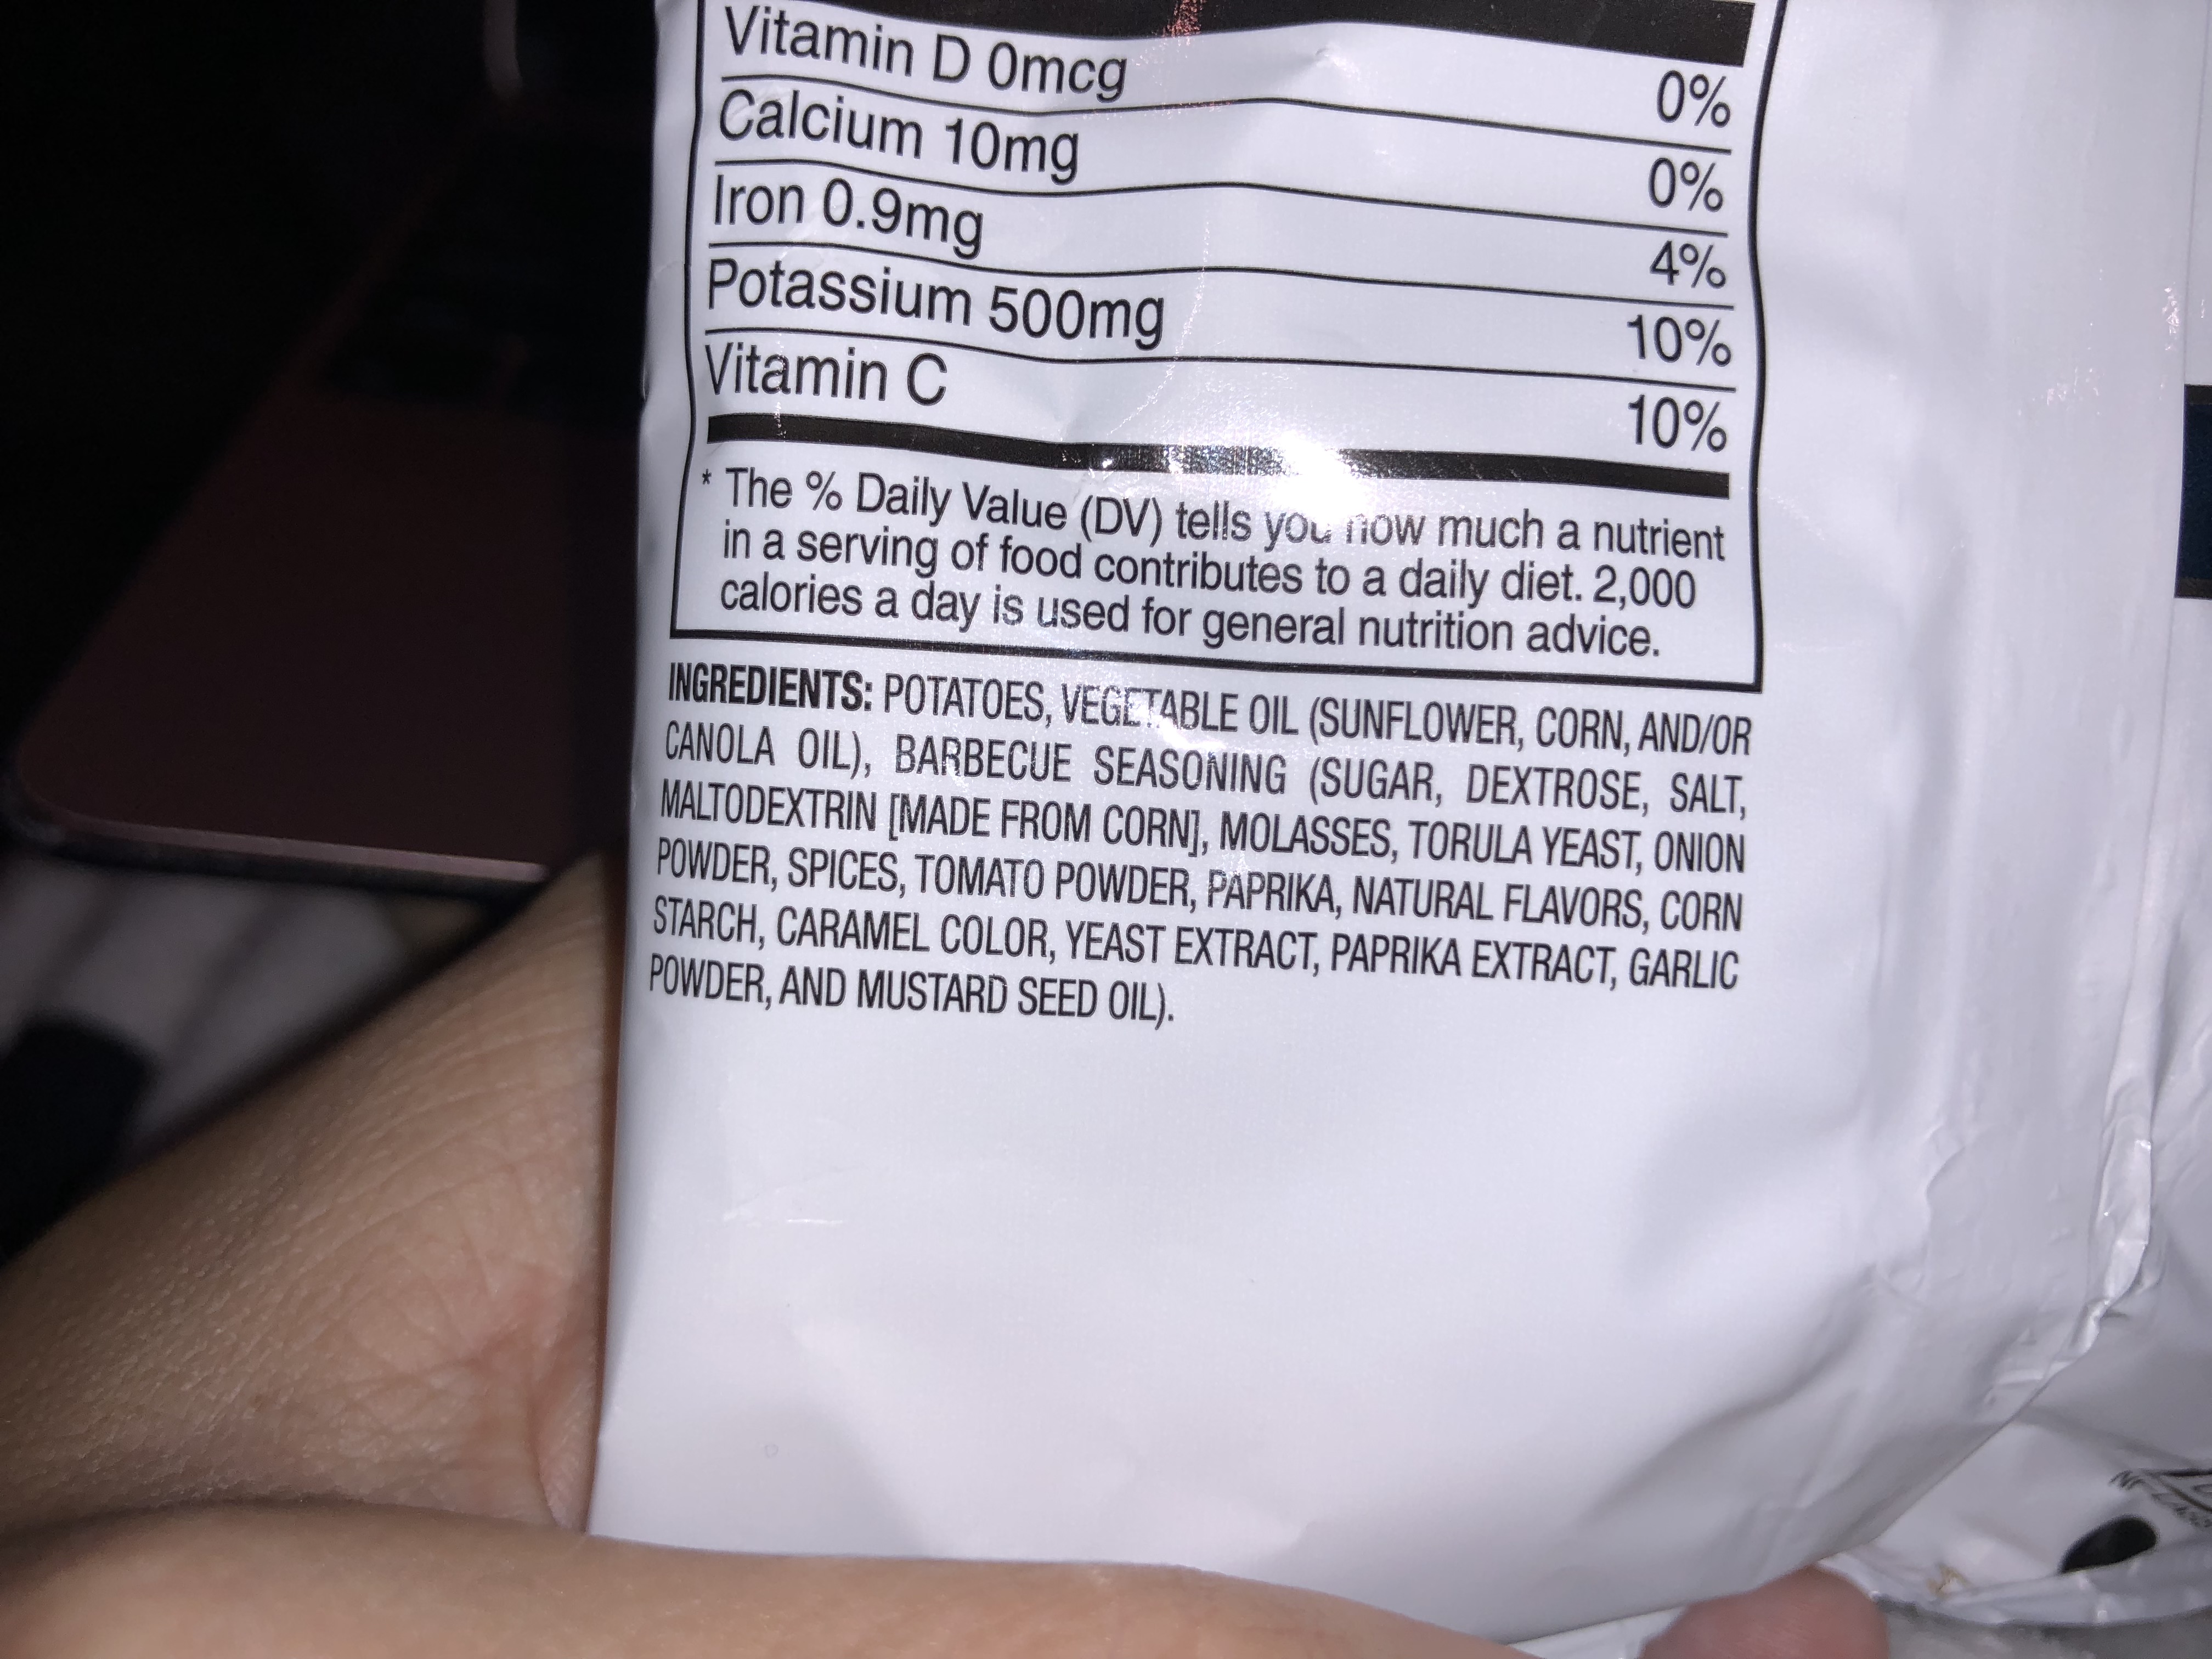 Vitamin D 0mcg 0%
Calcium 10mg 0%
Iron 0.9mg 4%
Potassium 500mg 10%
Vitamin C 10%
* The % Daily Value (DV) tells you how much a nutrient
in a serving of food contributes to a daily diet. 2,000
calories a day is used for general nutrition advice.
INGREDIENTS: POTATOES, VEGETABLE OIL (SUNFLOWER, CORN, AND/OR
CANOLA OIL), BARBECUE SEASONING (SUGAR, DEXTROSE, SALT,
MALTODEXTRIN [MADE FROM CORN], MOLASSES, TORULA YEAST, ONION
POWDER, SPICES, TOMATO POWDER, PAPRIKA, NATURAL FLAVORS, CORN
STARCH, CARAMEL COLOR, YEAST EXTRACT, PAPRIKA EXTRACT, GARLIC
POWDER, AND MUSTARD SEED OIL).